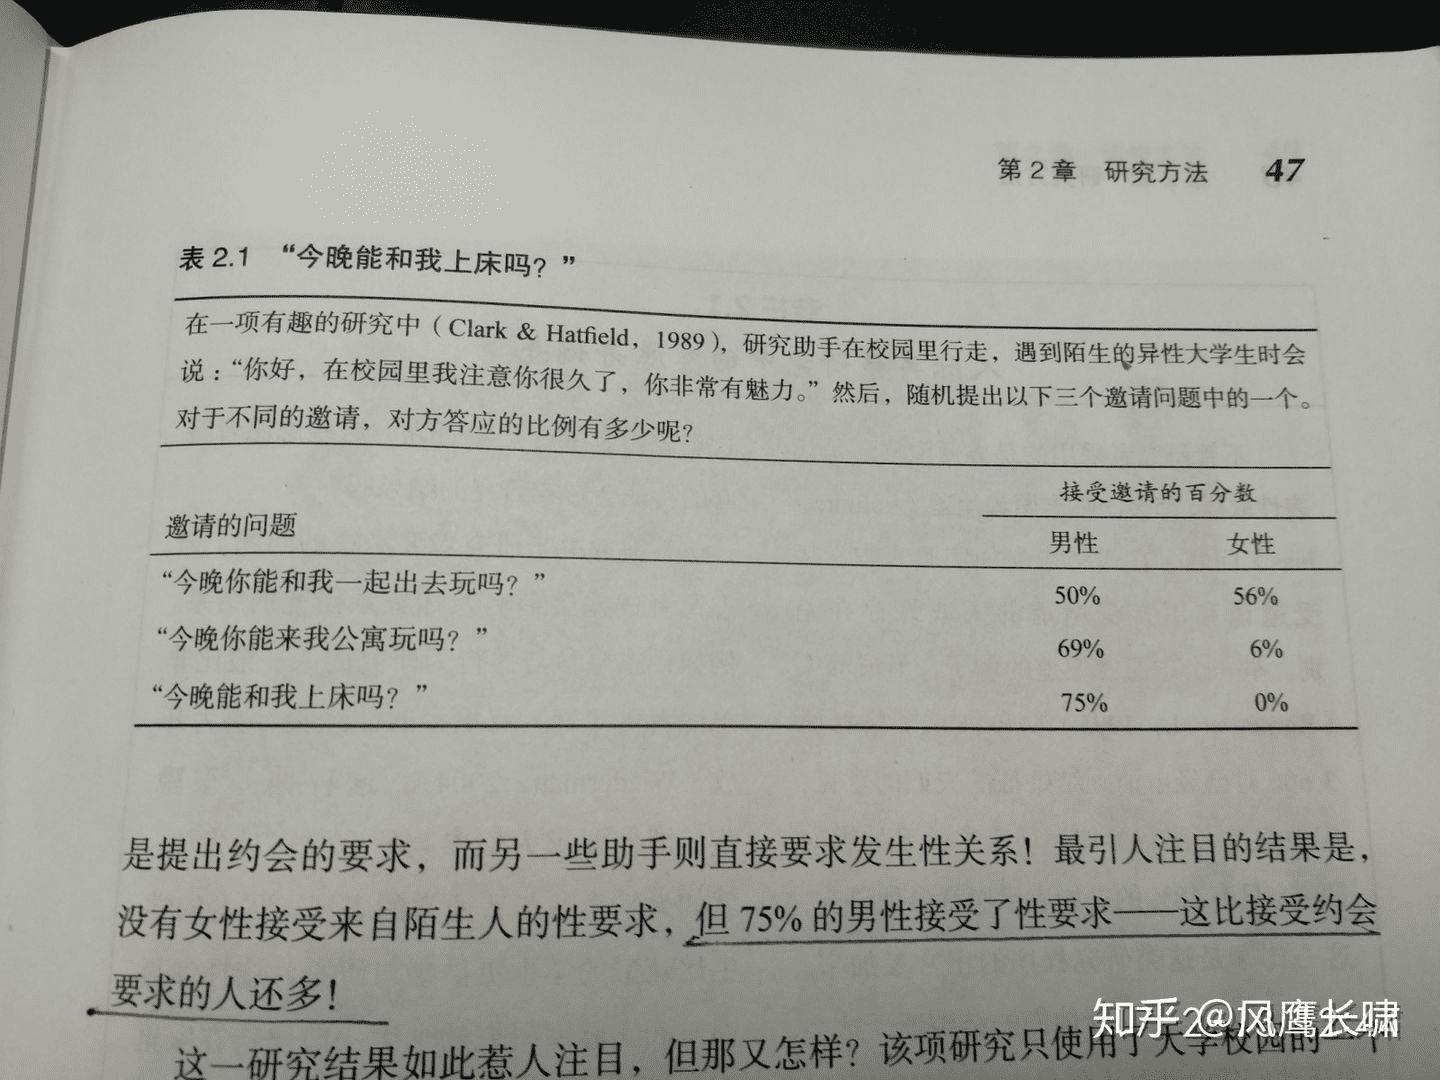 第 2 章 研究方法 47
表 2.1 “今晚能和我上床吗？”
在一项有趣的研究中（Clark & Hatfield，1989），研究助手在校园里行走，遇到陌生的异性大学生时会
说：“你好，在校园里我注意你很久了，你非常有魅力。”然后，随机提出以下三个邀请问题中的一个。
对于不同的邀请，对方答应的比例有多少呢？
接受邀请的百分数
邀请的问题 男性 女性
“今晚你能和我一起出去玩吗？” 50% 56%
“今晚你能来我公寓玩吗？” 69% 6%
“今晚能和我上床吗？” 75% 0%
是提出约会的要求，而另一些助手则直接要求发生性关系！最引人注目的结果是，
没有女性接受来自陌生人的性要求，但 75% 的男性接受了性要求——这比接受约会
要求的人还多！
这一研究结果如此惹人注目，但那又怎样？该项研究只使用了大学校园的一个
知乎 @风鹰长啸